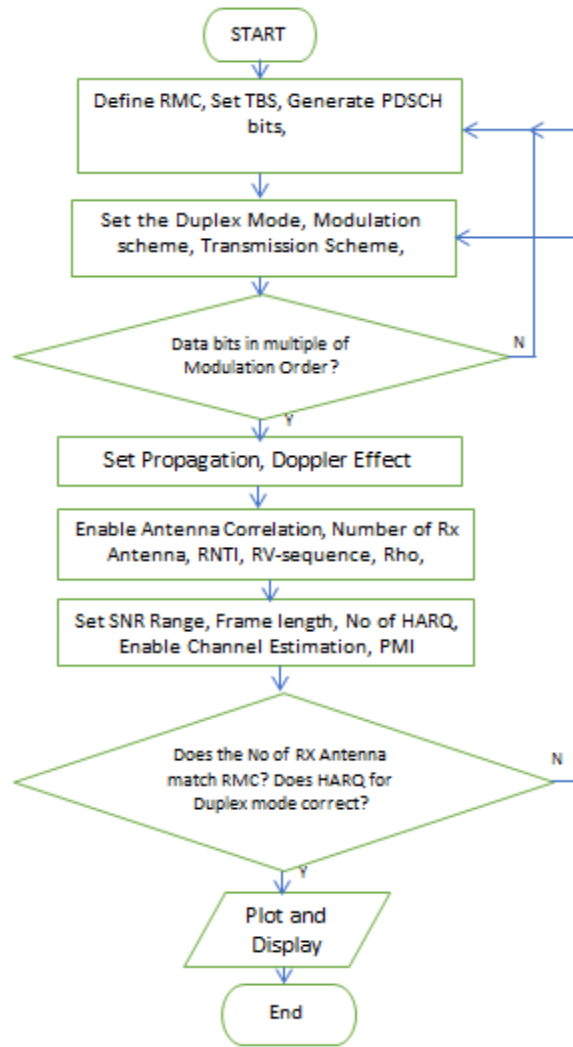 START
Define RMC, Set TBS, Generate PDSCH
bits,
Set the Duplex Mode, Modulation
scheme, Transmission Scheme,
Data bits in multiple of
Modulation Order?
N
Y
Set Propagation, Doppler Effect
Enable Antenna Correlation, Number of Rx
Antenna, RNTI, RV-sequence, Rho,
Set SNR Range, Frame length, No of HARQ,
Enable Channel Estimation, PMI
Does the No of RX Antenna
match RMC? Does HARQ for
Duplex mode correct?
N
Y
Plot and
Display
End